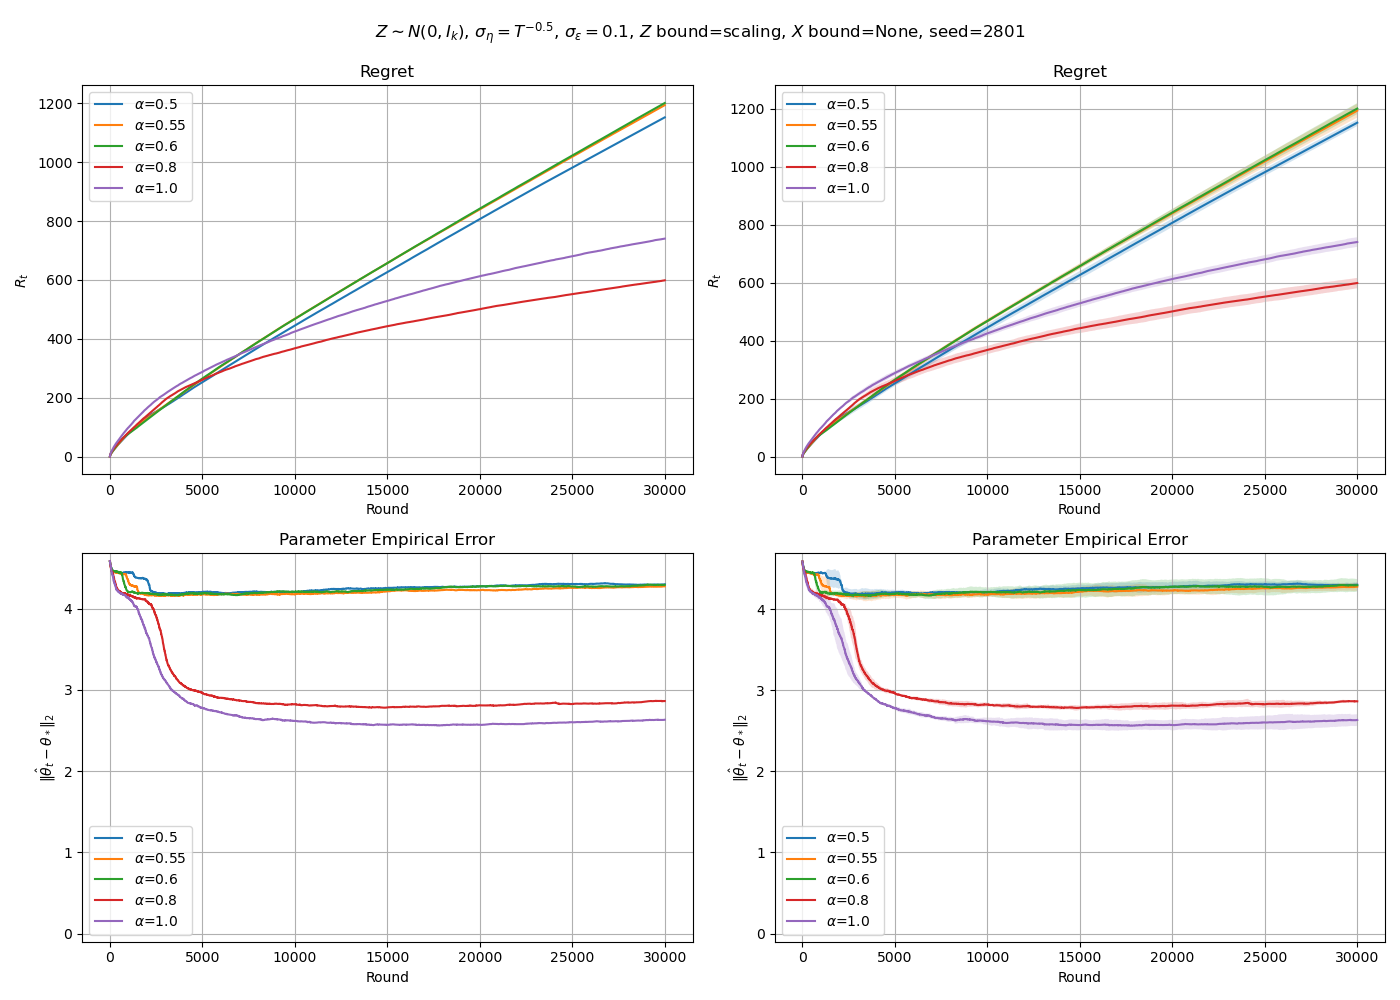 Z ~ N(0, I_k), σ_η = T^{-0.5}, σ_ε = 0.1, Z bound=scaling, X bound=None, seed=2801
Regret
1200
1000
800
600
400
200
0
R_t
0 5000 10000 15000 20000 25000 30000
Round
α=0.5
α=0.55
α=0.6
α=0.8
α=1.0
Regret
1200
1000
800
600
400
200
0
R_t
0 5000 10000 15000 20000 25000 30000
Round
α=0.5
α=0.55
α=0.6
α=0.8
α=1.0
Parameter Empirical Error
4
3
2
1
0
‖θ̂_t − θ_*‖_2
0 5000 10000 15000 20000 25000 30000
Round
α=0.5
α=0.55
α=0.6
α=0.8
α=1.0
Parameter Empirical Error
4
3
2
1
0
‖θ̂_t − θ_*‖_2
0 5000 10000 15000 20000 25000 30000
Round
α=0.5
α=0.55
α=0.6
α=0.8
α=1.0